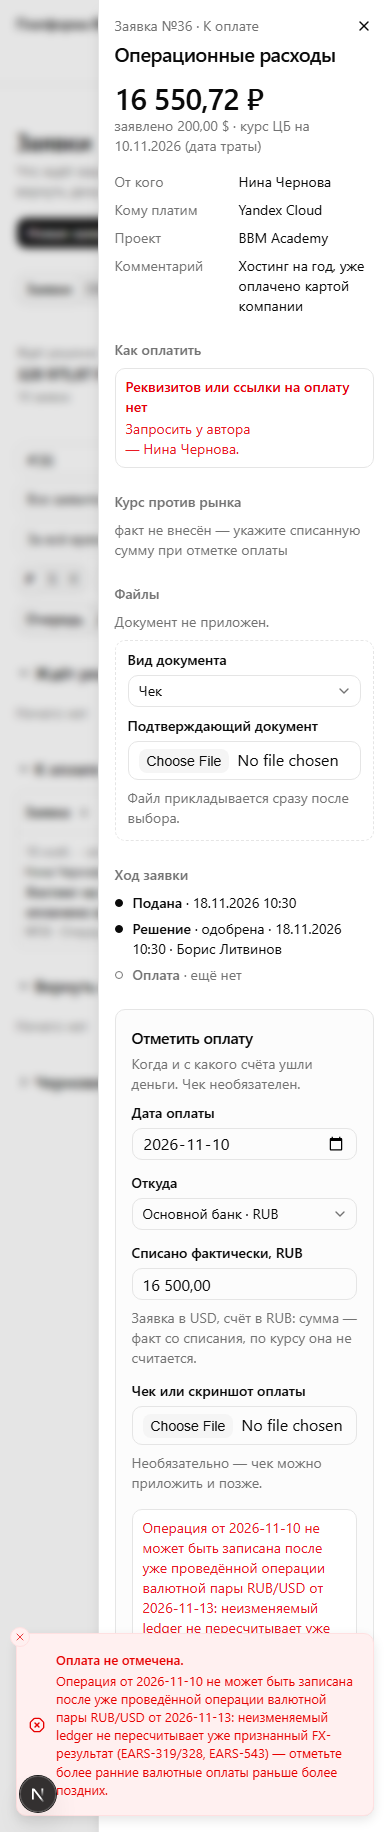 Заявка №36 · К оплате
Операционные расходы
16 550,72 ₽
заявлено 200,00 $ · курс ЦБ на
10.11.2026 (дата траты)
От кого Нина Чернова
Кому платим Yandex Cloud
Проект BBM Academy
Комментарий Хостинг на год, уже
оплачено картой
компании
Как оплатить
Реквизитов или ссылки на оплату
нет
Запросить у автора
— Нина Чернова.
Курс против рынка
факт не внесён — укажите списанную
сумму при отметке оплаты
Файлы
Документ не приложен.
Вид документа
Чек
Подтверждающий документ
Choose File No file chosen
Файл прикладывается сразу после
выбора.
Ход заявки
Подана · 18.11.2026 10:30
Решение · одобрена · 18.11.2026
10:30 · Борис Литвинов
Оплата · ещё нет
Отметить оплату
Когда и с какого счёта ушли
деньги. Чек необязателен.
Дата оплаты
2026-11-10
Откуда
Основной банк · RUB
Списано фактически, RUB
16 500,00
Заявка в USD, счёт в RUB: сумма —
факт со списания, по курсу она не
считается.
Чек или скриншот оплаты
Choose File No file chosen
Необязательно — чек можно
приложить и позже.
Операция от 2026-11-10 не
может быть записана после
уже проведённой операции
валютной пары RUB/USD от
2026-11-13: неизменяемый
ledger не пересчитывает уже
Оплата не отмечена.
Операция от 2026-11-10 не может быть записана
после уже проведённой операции валютной
пары RUB/USD от 2026-11-13: неизменяемый
ledger не пересчитывает уже признанный FX-
результат (EARS-319/328, EARS-543) — отметьте
более ранние валютные оплаты раньше более
поздних.